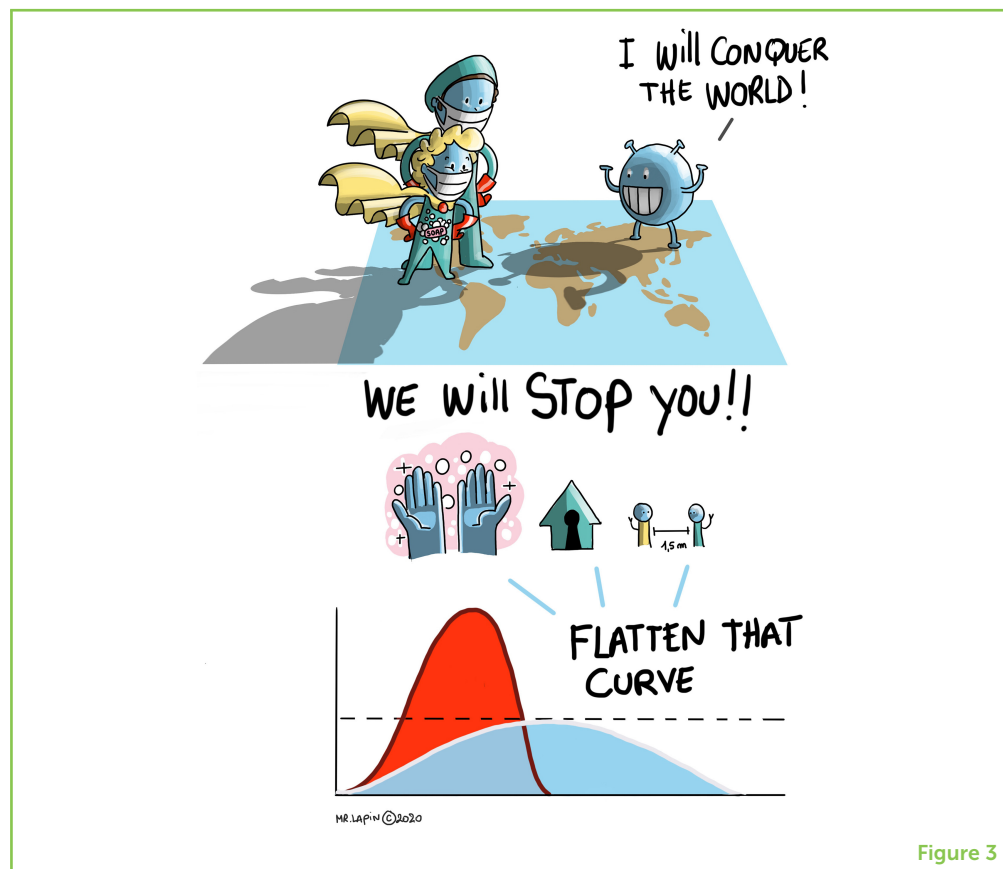 I Will CONQUER
THE WORLD!
SOAP
WE Will STOP YOU!!
1,5 m
FLATTEN THAT
CURVE
MR.LAPiN ©2020
Figure 3